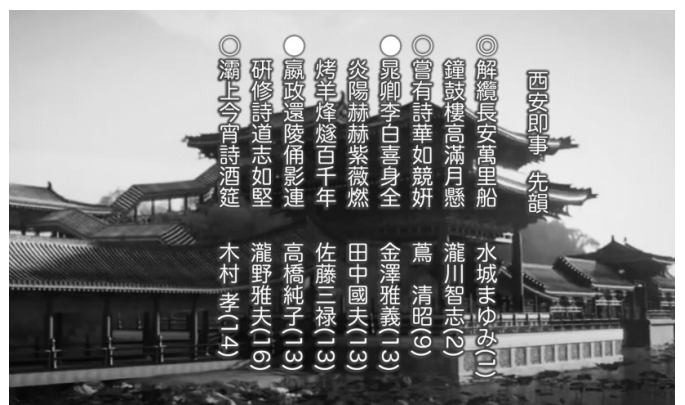 西安即事　先韻
◎解纜長安萬里船　水城まゆみ(1)
鐘鼓樓高滿月懸　瀧川智志(2)
○嘗有詩華如競妍　蔦　清昭(9)
●晁卿李白喜身全　金澤雅義(13)
炎陽赫赫紫薇燃　田中國夫(13)
烤羊烽燧百千年　佐藤三禄(13)
●嬴政還陵俑影連　高橋純子(13)
研修詩道志如堅　瀧野雅夫(16)
◎灞上今宵詩酒筵　木村　孝(14)